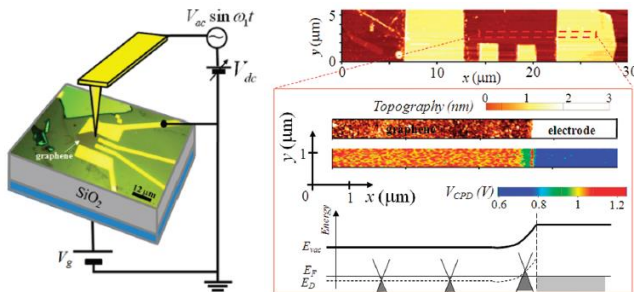 V_ac sin ω₁t
V_dc
graphene
12 μm
SiO₂
V_g
y (μm)
5
0
0
10
20
30
x (μm)
Topography (nm)
0
1
2
3
graphene
electrode
y (μm)
1
0
1
x (μm)
V_CPD (V)
0.6
0.8
1
1.2
Energy
E_vac
E_F
E_D